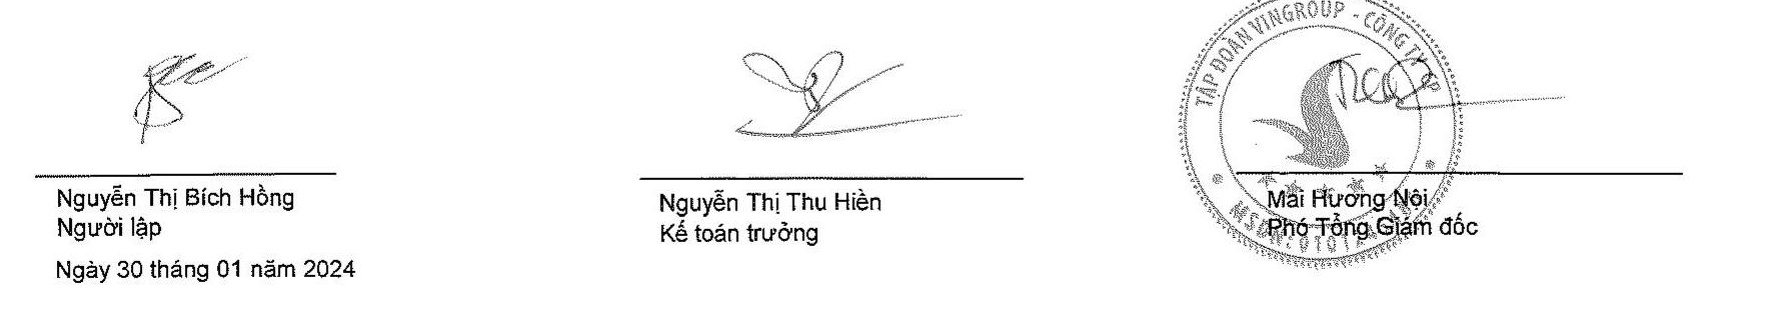 TẬP ĐOÀN VINGROUP - CÔNG TY CP
Nguyễn Thị Bích Hồng
Người lập
Ngày 30 tháng 01 năm 2024
Nguyễn Thị Thu Hiền
Kế toán trưởng
Mai Hương Nội
Phó Tổng Giám đốc